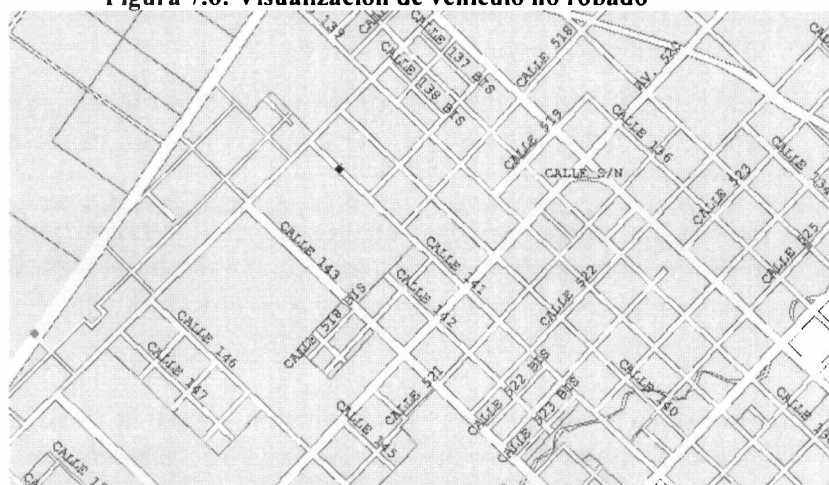 Figura 7.6: Visualización de vehículo no robado
139
CALLE 137 BIS
CALLE 138 BIS
CALLE 518
AV. 520
CALLE 519
CALLE 136
CALLE S/N
CALLE 523
CALLE 525
CALLE 143
CALLE 141
CALLE 142
CALLE 522
CALLE 518 BIS
CALLE 146
CALLE 147
CALLE 521
CALLE 522 BIS
CALLE 523 BIS
CALLE 140
CALLE 145